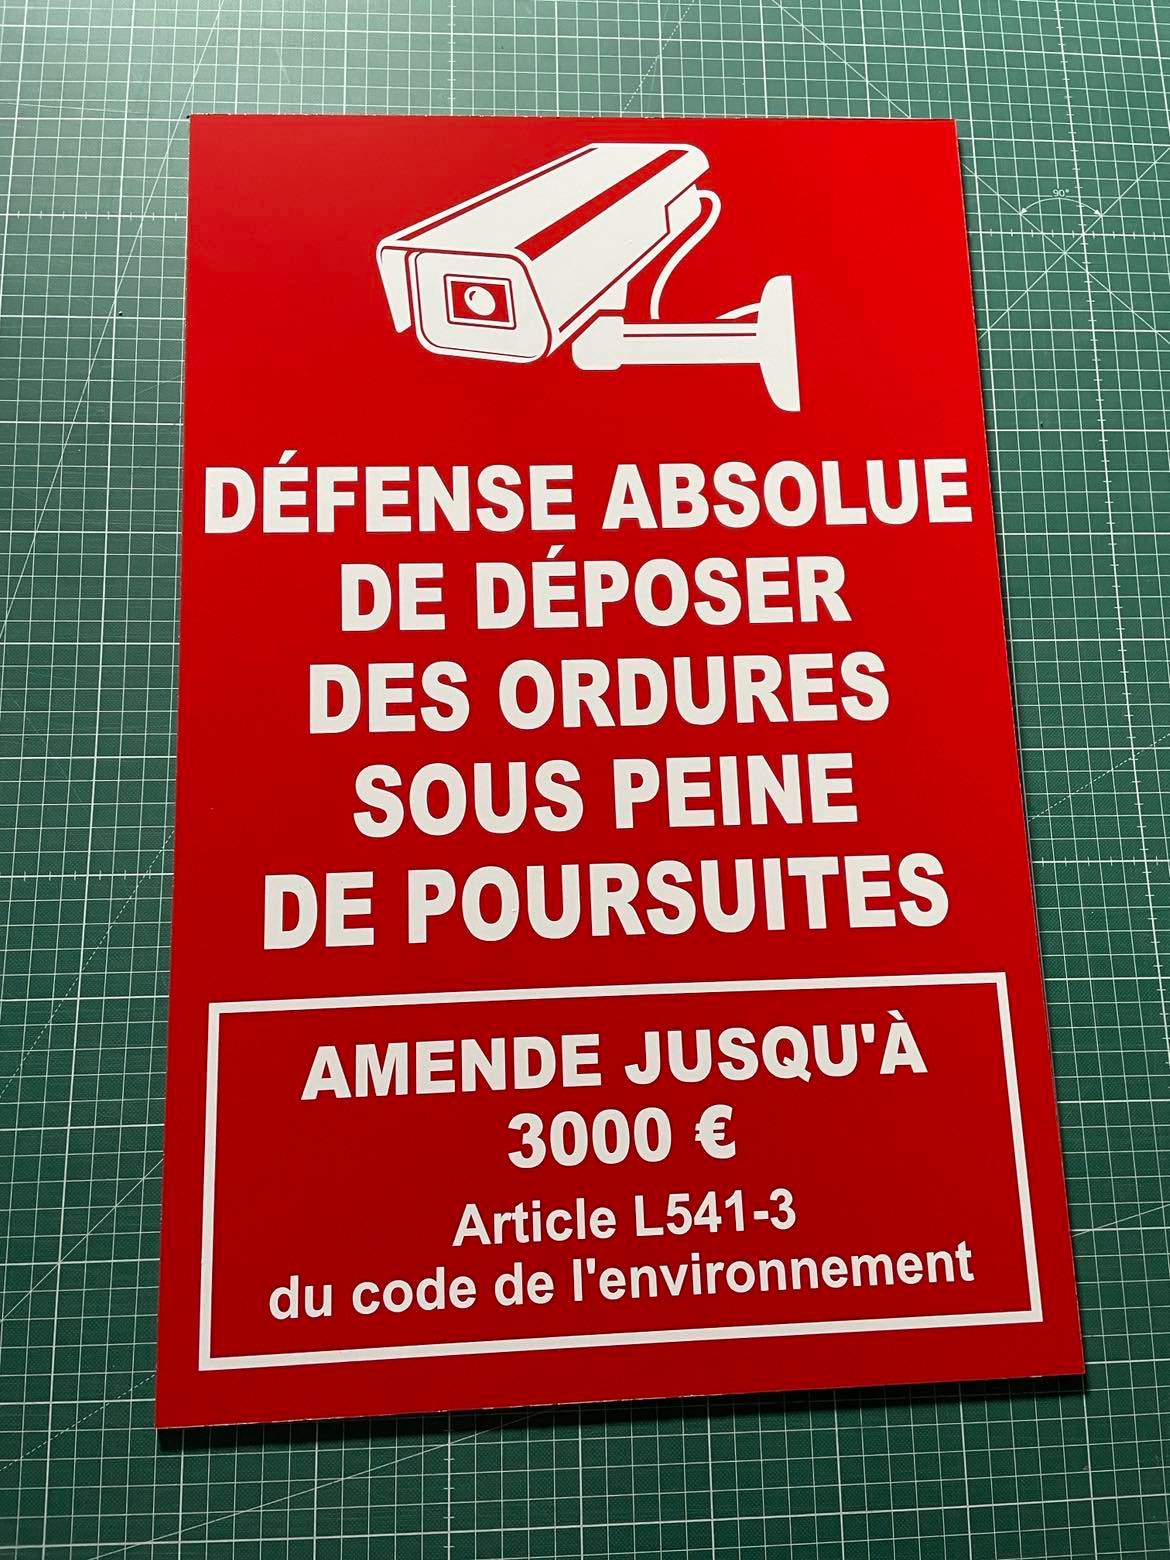 DÉFENSE ABSOLUE
DE DÉPOSER
DES ORDURES
SOUS PEINE
DE POURSUITES
AMENDE JUSQU'À
3000 €
Article L541-3
du code de l'environnement
90°